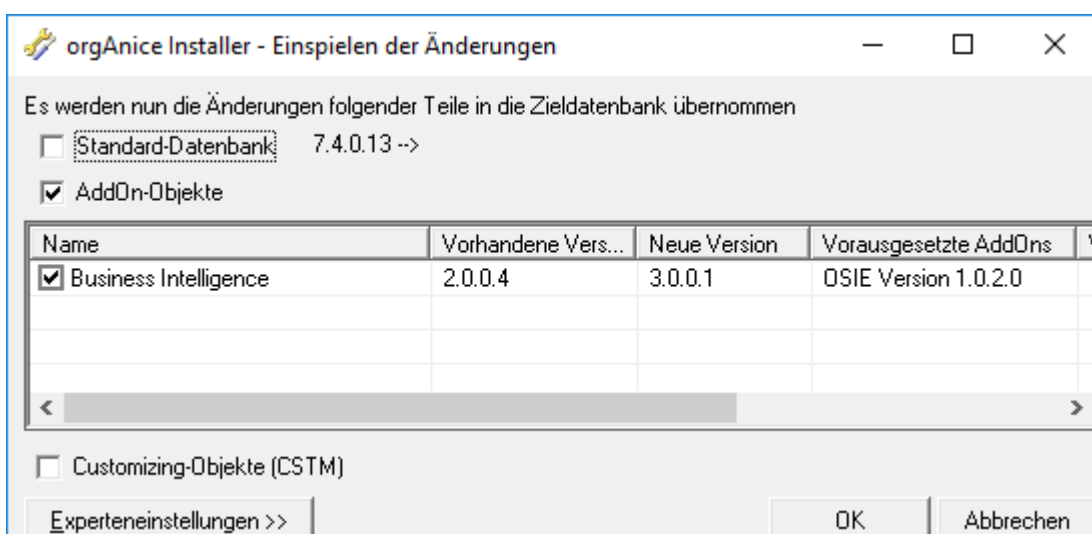 orgAnice Installer - Einspielen der Änderungen
Es werden nun die Änderungen folgender Teile in die Zieldatenbank übernommen
Standard-Datenbank 7.4.0.13 -->
AddOn-Objekte
Name Vorhandene Vers... Neue Version Vorausgesetzte AddOns
Business Intelligence 2.0.0.4 3.0.0.1 OSIE Version 1.0.2.0
Customizing-Objekte (CSTM)
Experteneinstellungen >> OK Abbrechen